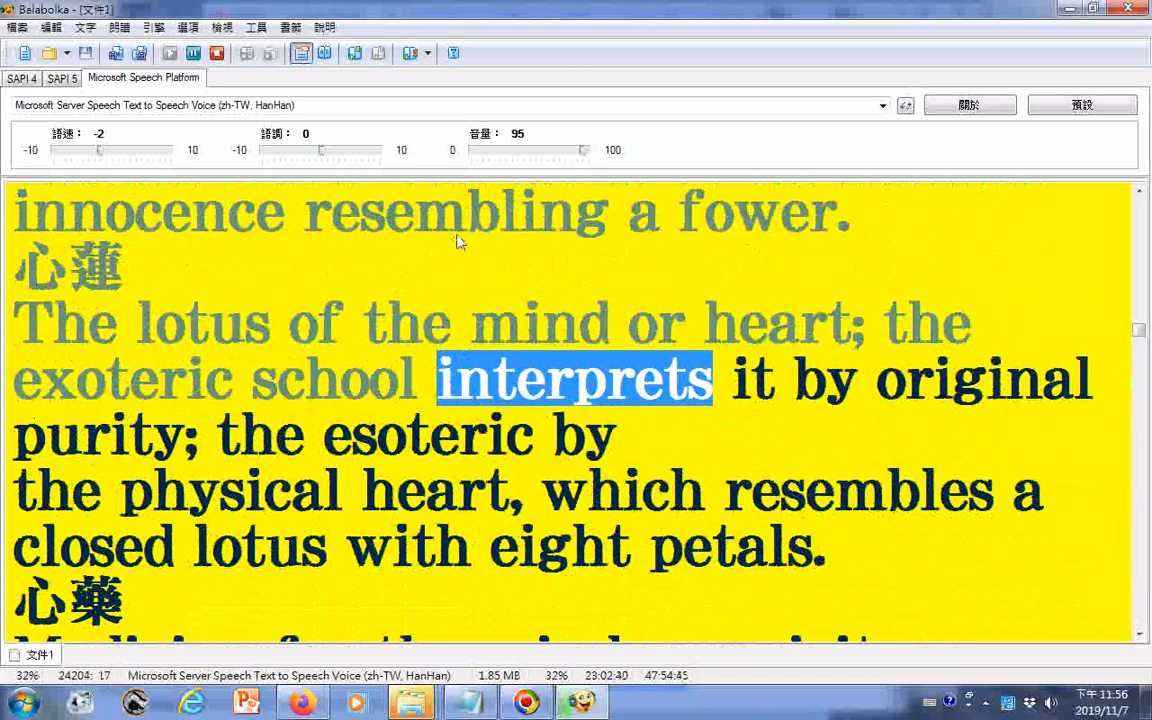 Balabolka - [文件1]
檔案 編輯 文字 朗讀 引擎 選項 檢視 工具 書籤 說明
SAPI 4 SAPI 5 Microsoft Speech Platform
Microsoft Server Speech Text to Speech Voice (zh-TW, HanHan) 關於 預設
語速： -2 語調： 0 音量： 95
-10 10 -10 10 0 100
innocence resembling a fower.
心蓮
The lotus of the mind or heart; the
exoteric school interprets it by original
purity; the esoteric by
the physical heart, which resembles a
closed lotus with eight petals.
心藥
文件1
32% 24204: 17 Microsoft Server Speech Text to Speech Voice (zh-TW, HanHan) 1.85 MB 32% 23:02:40 47:54:45
下午 11:56
2019/11/7